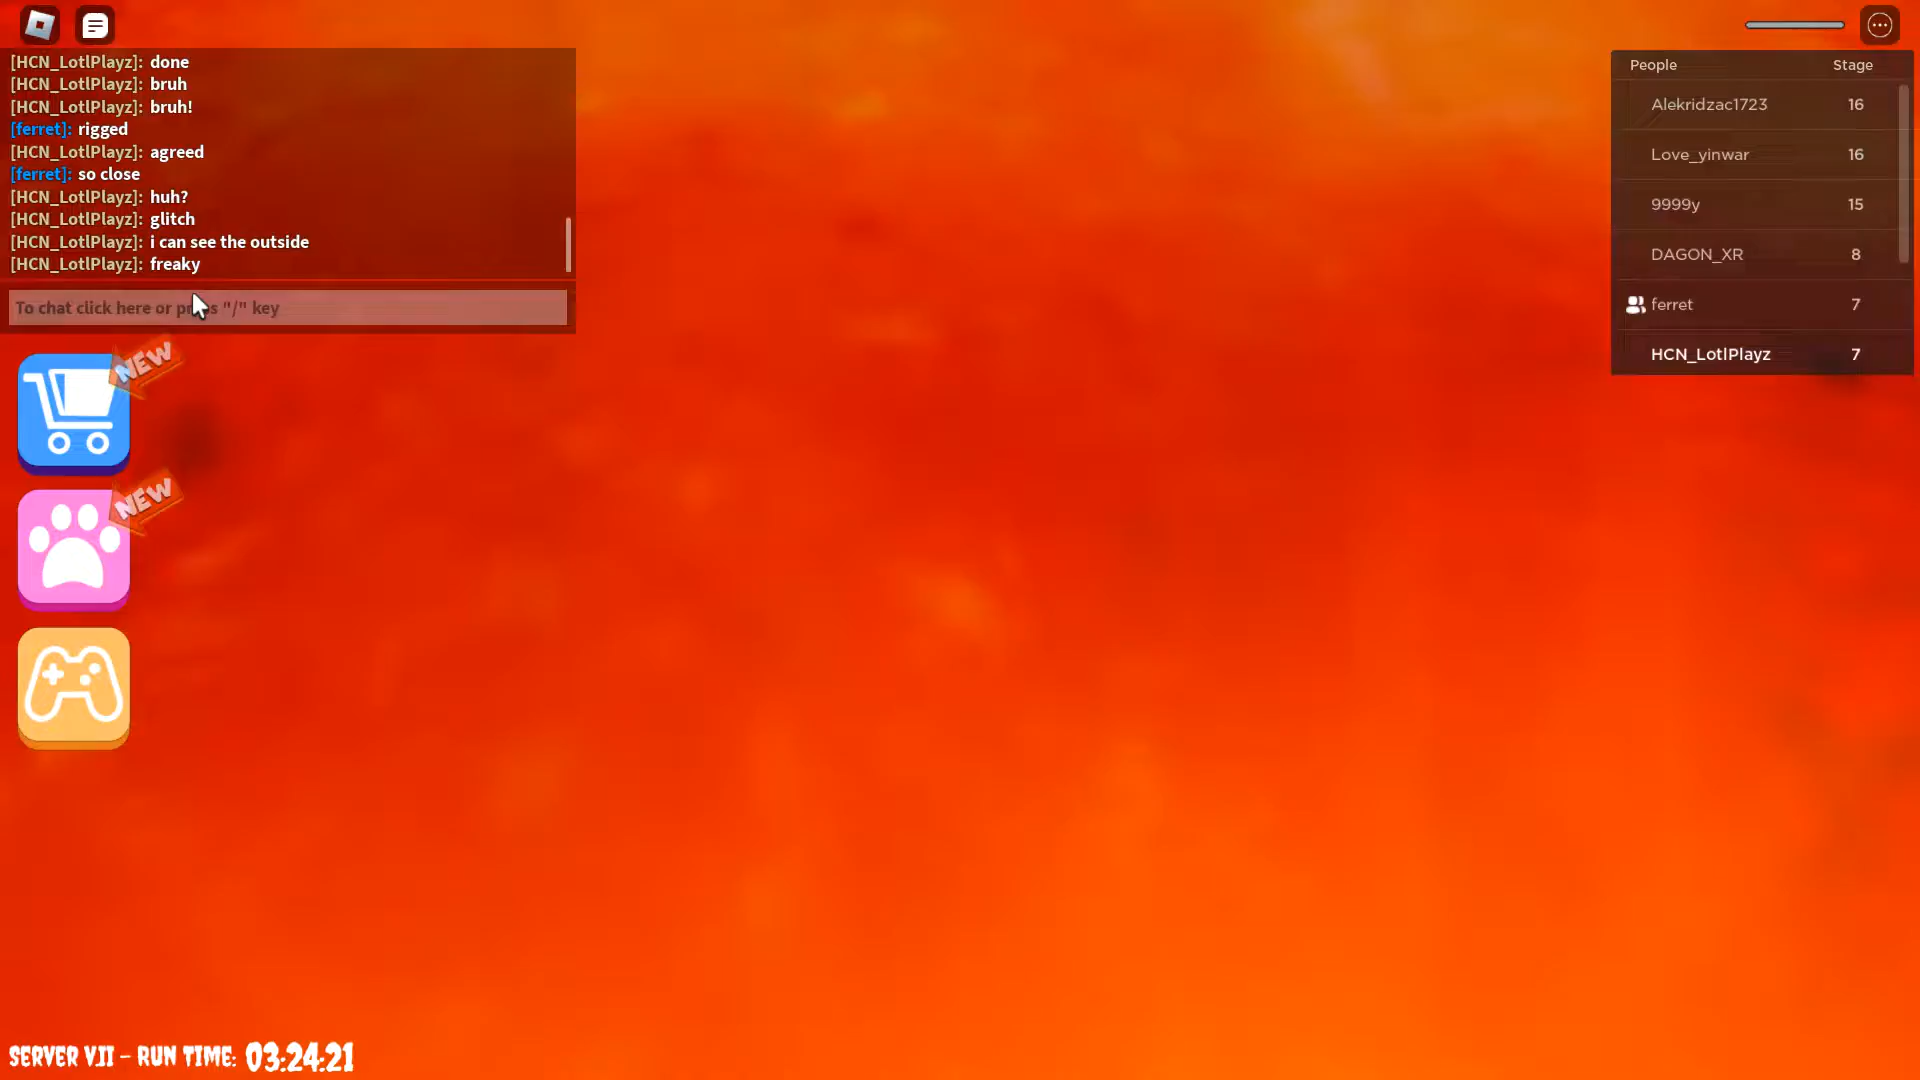 [HCN_LotlPlayz]: done
[HCN_LotlPlayz]: bruh
[HCN_LotlPlayz]: bruh!
[ferret]: rigged
[HCN_LotlPlayz]: agreed
[ferret]: so close
[HCN_LotlPlayz]: huh?
[HCN_LotlPlayz]: glitch
[HCN_LotlPlayz]: i can see the outside
[HCN_LotlPlayz]: freaky
To chat click here or press "/" key
NEW
NEW
People Stage
Alekridzac1723 16
Love_yinwar 16
9999y 15
DAGON_XR 8
ferret 7
HCN_LotlPlayz 7
SERVER V.II - RUN TIME: 03:24:21